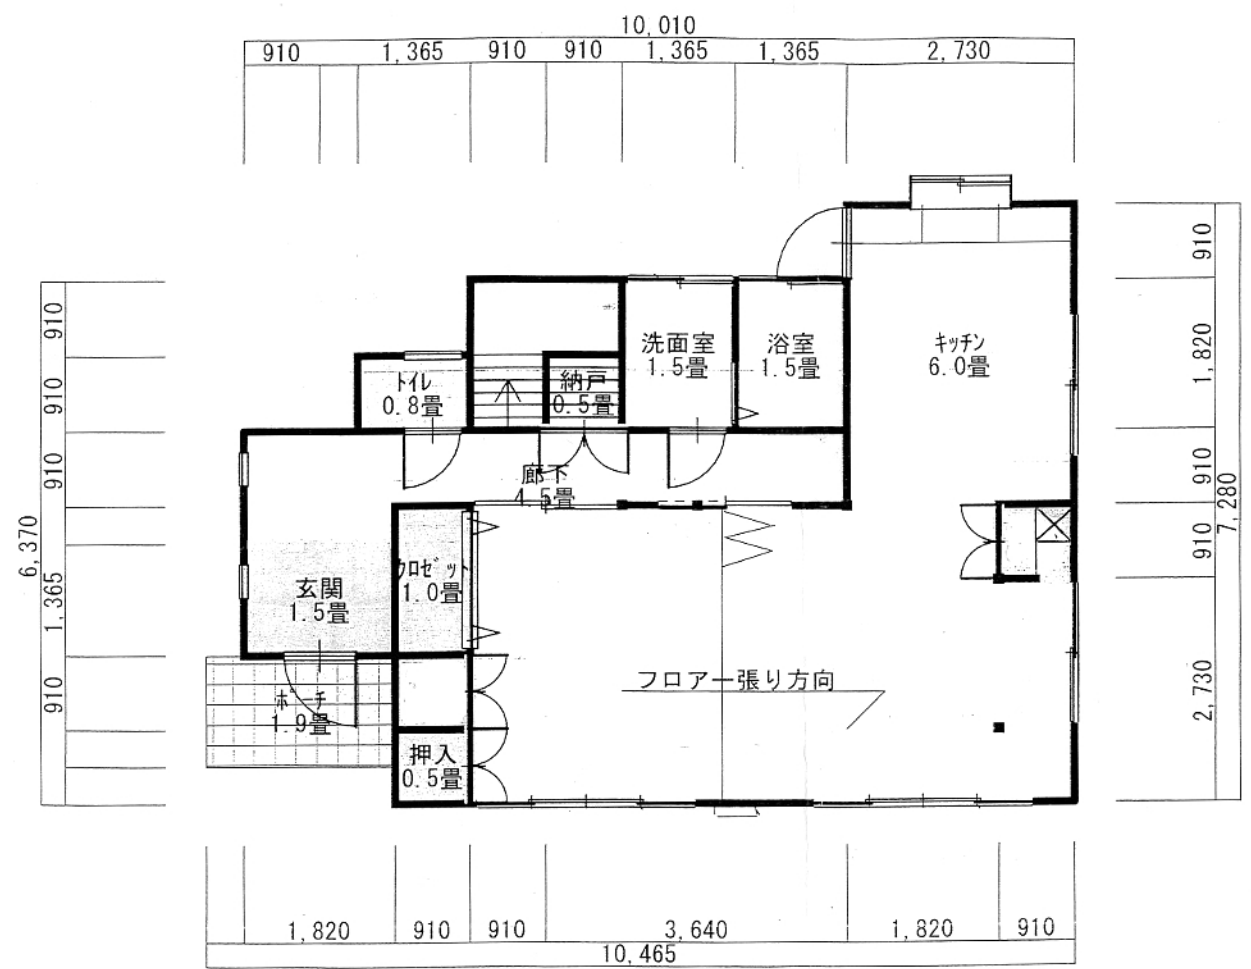 10,010
910
1,365
910
910
1,365
1,365
2,730
910
910
910
1,365
910
6,370
910
1,820
910
910
2,730
7,280
洗面室
1.5畳
浴室
1.5畳
キッチン
6.0畳
トイレ
0.8畳
納戸
0.5畳
廊下
4.5畳
クロゼット
1.0畳
玄関
1.5畳
フロアー張り方向
ポーチ
1.9畳
押入
0.5畳
1,820
910
910
3,640
1,820
910
10,465